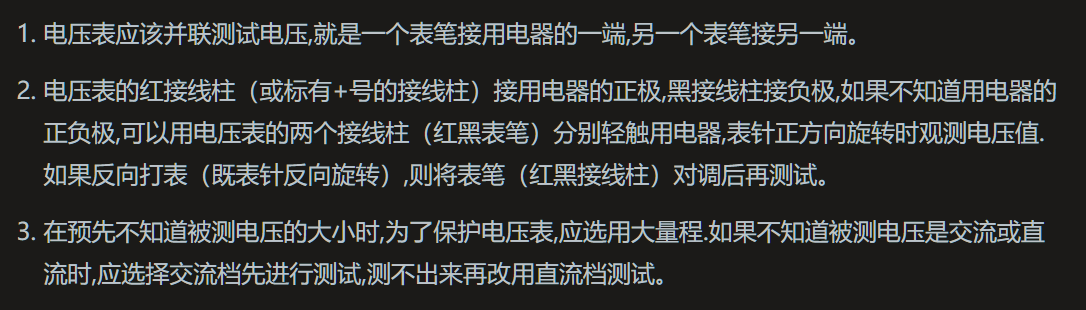 1. 电压表应该并联测试电压,就是一个表笔接用电器的一端,另一个表笔接另一端。
2. 电压表的红接线柱（或标有+号的接线柱）接用电器的正极,黑接线柱接负极,如果不知道用电器的
正负极,可以用电压表的两个接线柱（红黑表笔）分别轻触用电器,表针正方向旋转时观测电压值.
如果反向打表（既表针反向旋转）,则将表笔（红黑接线柱）对调后再测试。
3. 在预先不知道被测电压的大小时,为了保护电压表,应选用大量程.如果不知道被测电压是交流或直
流时,应选择交流档先进行测试,测不出来再改用直流档测试。